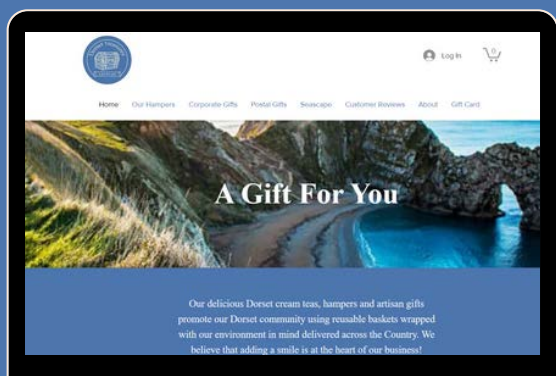 Log In
0
Home Our Hampers Corporate Gifts Postal Gifts Seascape Customer Reviews About Gift Card
A Gift For You
Our delicious Dorset cream teas, hampers and artisan gifts
promote our Dorset community using reusable baskets wrapped
with our environment in mind delivered across the Country. We
believe that adding a smile is at the heart of our business!